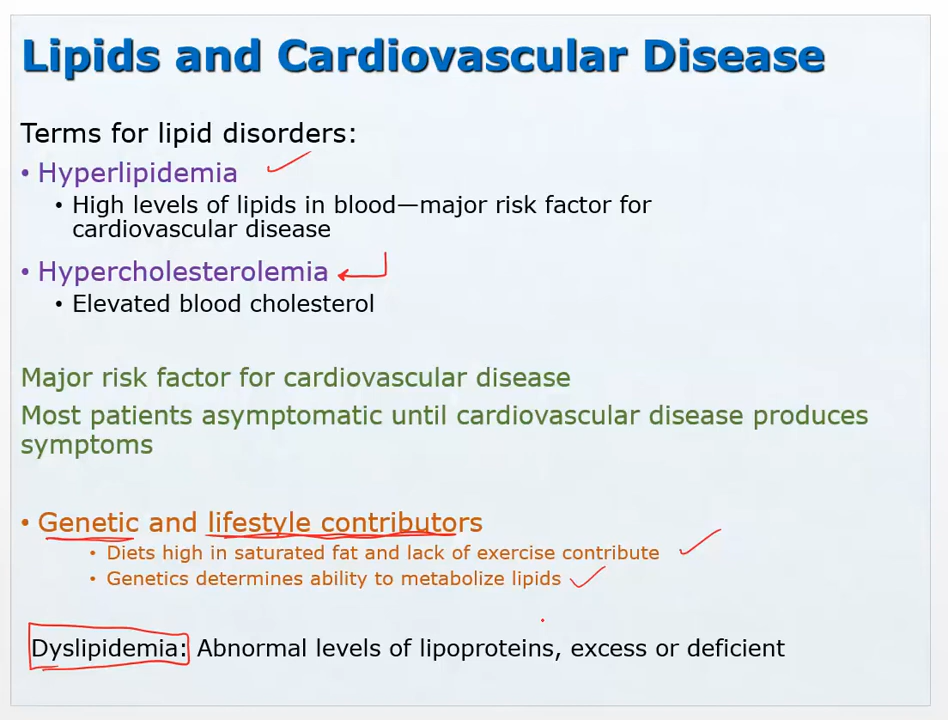 Lipids and Cardiovascular Disease
Terms for lipid disorders:
• Hyperlipidemia
• High levels of lipids in blood—major risk factor for
cardiovascular disease
• Hypercholesterolemia
• Elevated blood cholesterol
Major risk factor for cardiovascular disease
Most patients asymptomatic until cardiovascular disease produces
symptoms
• Genetic and lifestyle contributors
• Diets high in saturated fat and lack of exercise contribute
• Genetics determines ability to metabolize lipids
Dyslipidemia: Abnormal levels of lipoproteins, excess or deficient